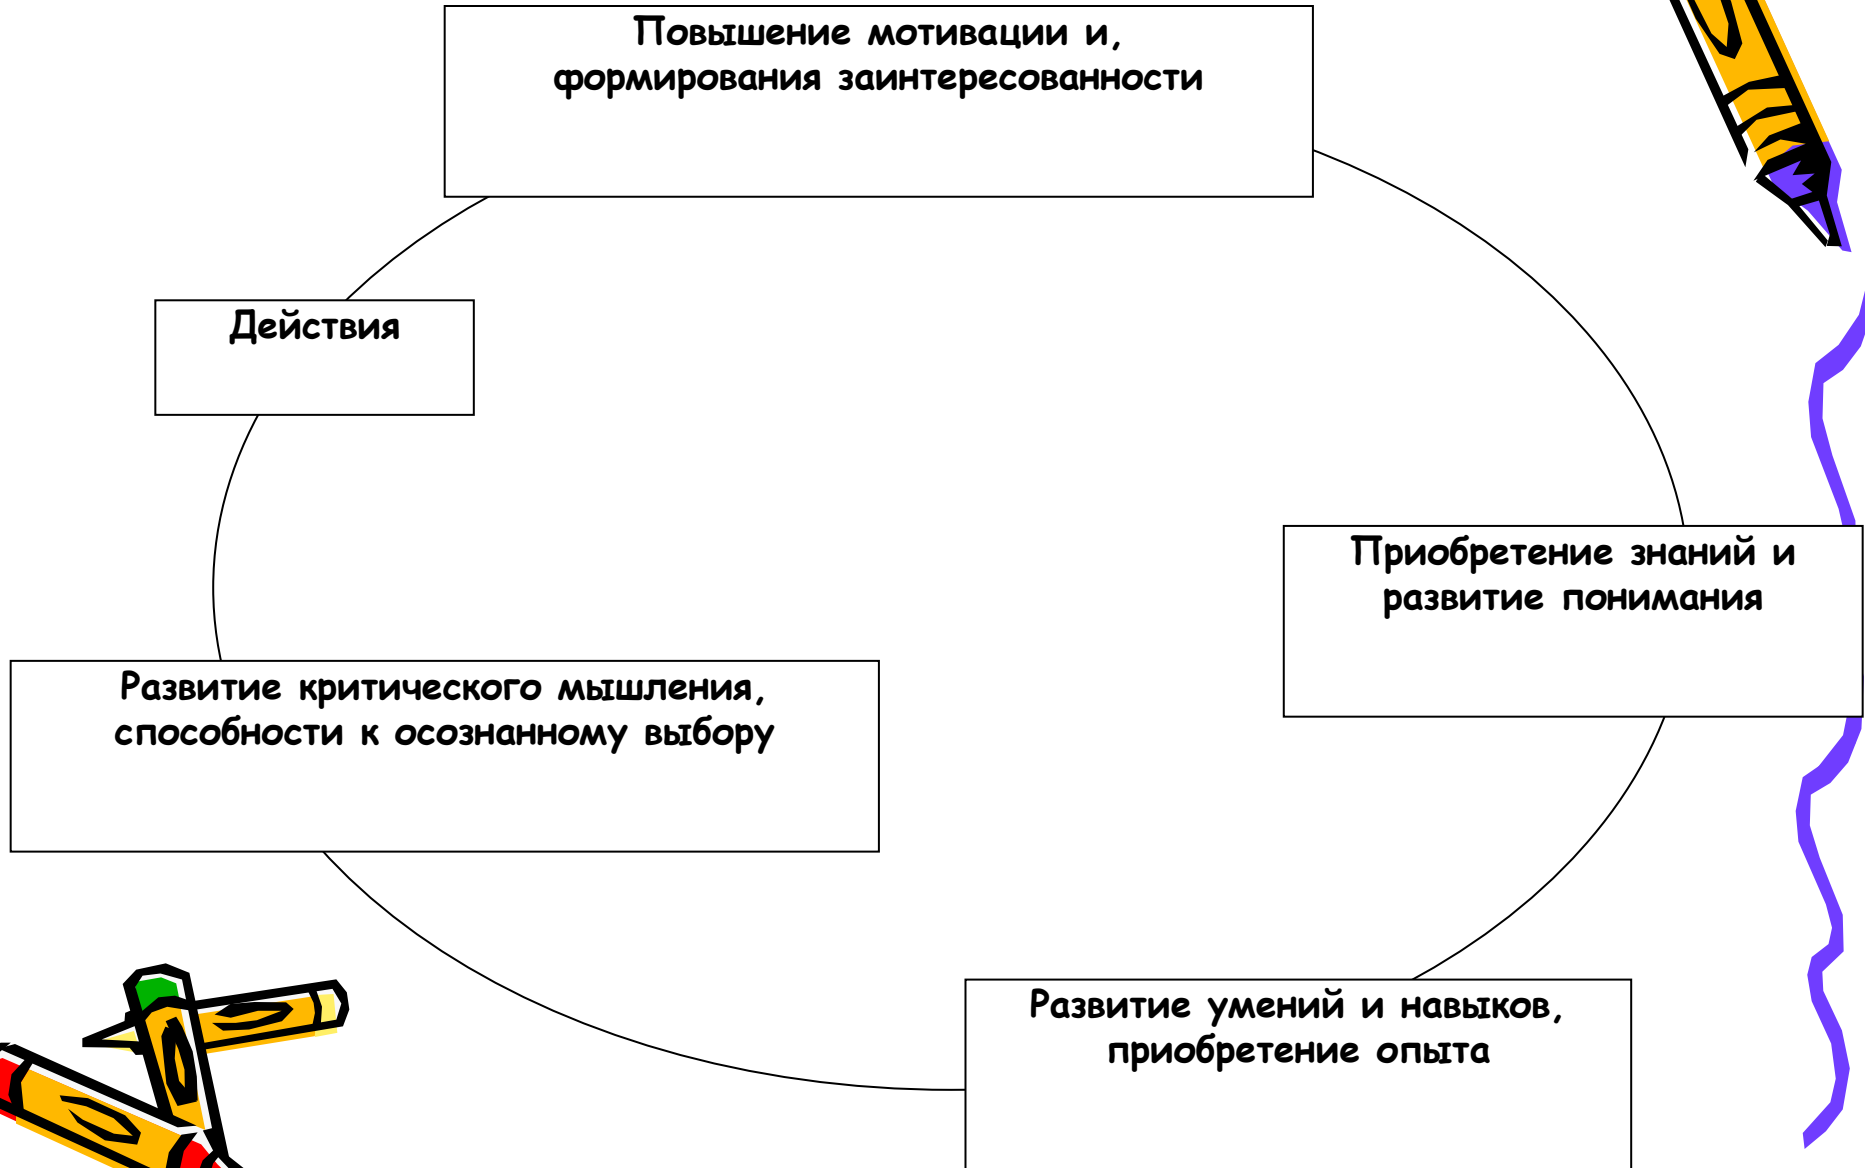 Повышение мотивации и,
формирования заинтересованности
Действия
Приобретение знаний и
развитие понимания
Развитие критического мышления,
способности к осознанному выбору
Развитие умений и навыков,
приобретение опыта